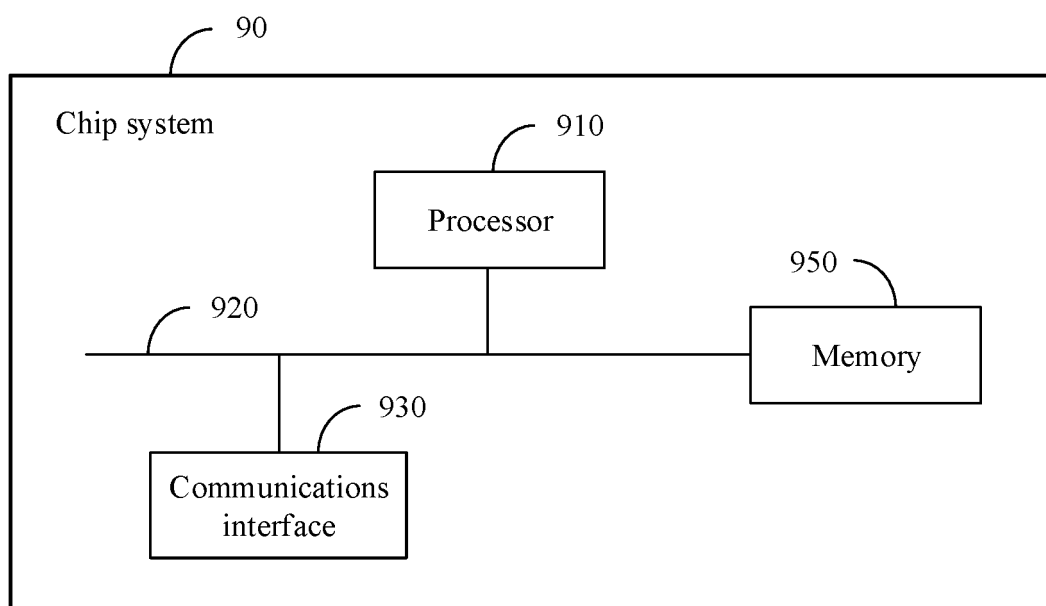 90
Chip system
910
Processor
950
920
Memory
930
Communications
interface